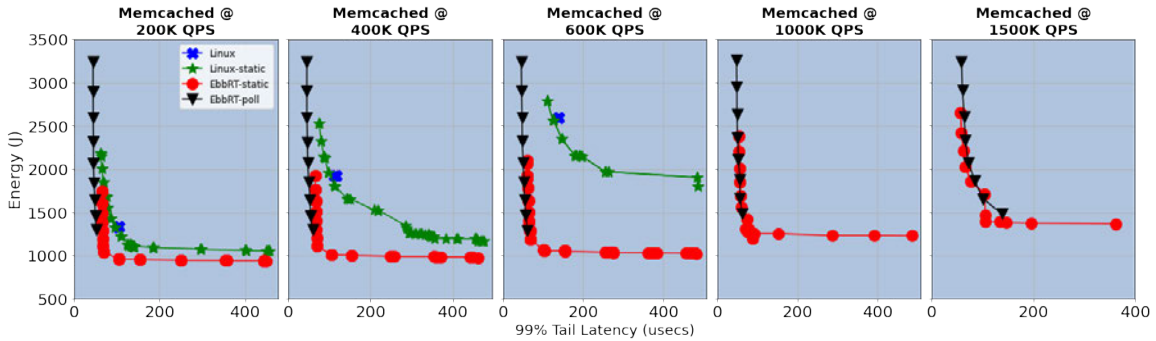 Memcached @
200K QPS
Memcached @
400K QPS
Memcached @
600K QPS
Memcached @
1000K QPS
Memcached @
1500K QPS
Energy (J)
3500
3000
2500
2000
1500
1000
500
Linux
Linux-static
EbbRT-static
EbbRT-poll
0 200 400
0 200 400
0 200 400
0 200 400
0 100 200 300 400
99% Tail Latency (usecs)